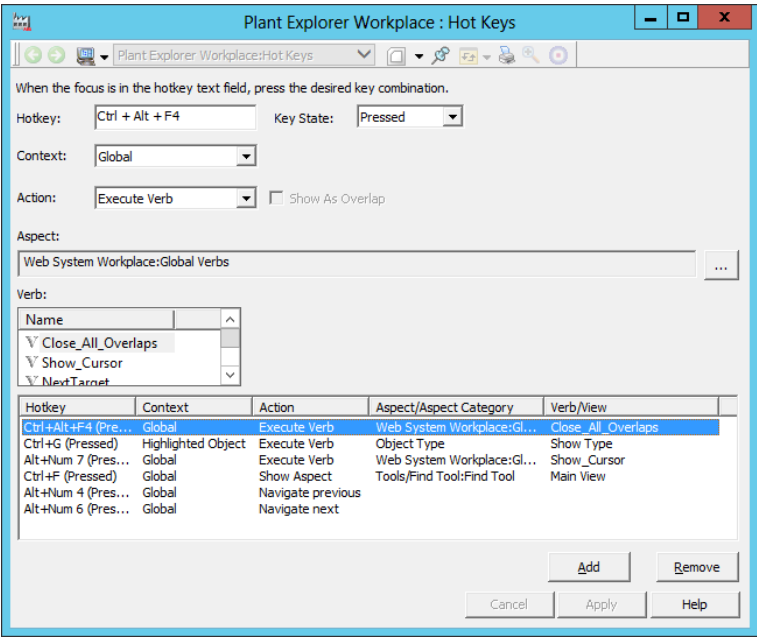 Plant Explorer Workplace : Hot Keys
Plant Explorer Workplace:Hot Keys
When the focus is in the hotkey text field, press the desired key combination.
Hotkey: Ctrl + Alt + F4 Key State: Pressed
Context: Global
Action: Execute Verb Show As Overlap
Aspect:
Web System Workplace:Global Verbs ...
Verb:
Name
Close_All_Overlaps
Show_Cursor
NextTarget
Hotkey Context Action Aspect/Aspect Category Verb/View
Ctrl+Alt+F4 (Pre... Global Execute Verb Web System Workplace:Gl... Close_All_Overlaps
Ctrl+G (Pressed) Highlighted Object Execute Verb Object Type Show Type
Alt+Num 7 (Pres... Global Execute Verb Web System Workplace:Gl... Show_Cursor
Ctrl+F (Pressed) Global Show Aspect Tools/Find Tool:Find Tool Main View
Alt+Num 4 (Pres... Global Navigate previous
Alt+Num 6 (Pres... Global Navigate next
Add Remove
Cancel Apply Help